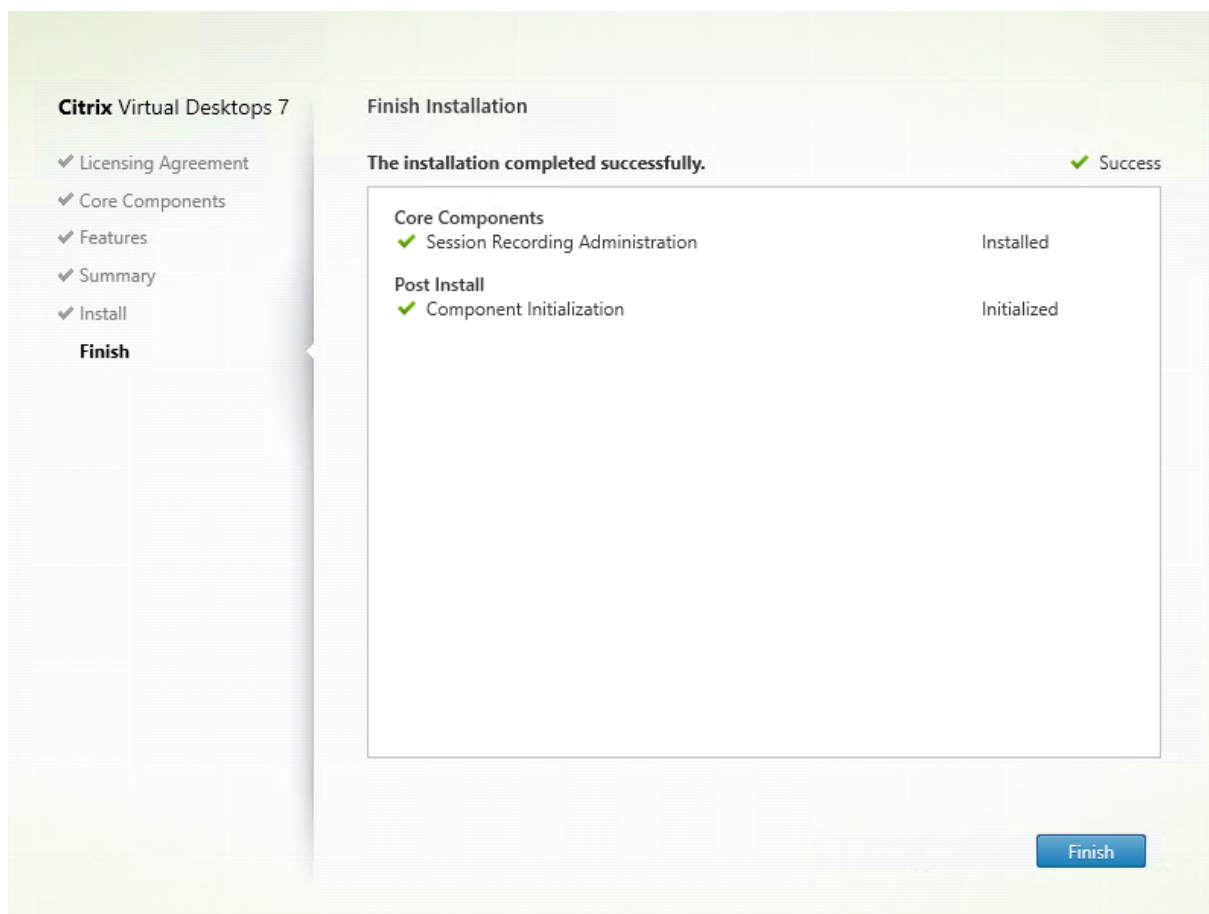 Citrix Virtual Desktops 7
Licensing Agreement
Core Components
Features
Summary
Install
Finish
Finish Installation
The installation completed successfully.
Success
Core Components
Session Recording Administration Installed
Post Install
Component Initialization Initialized
Finish